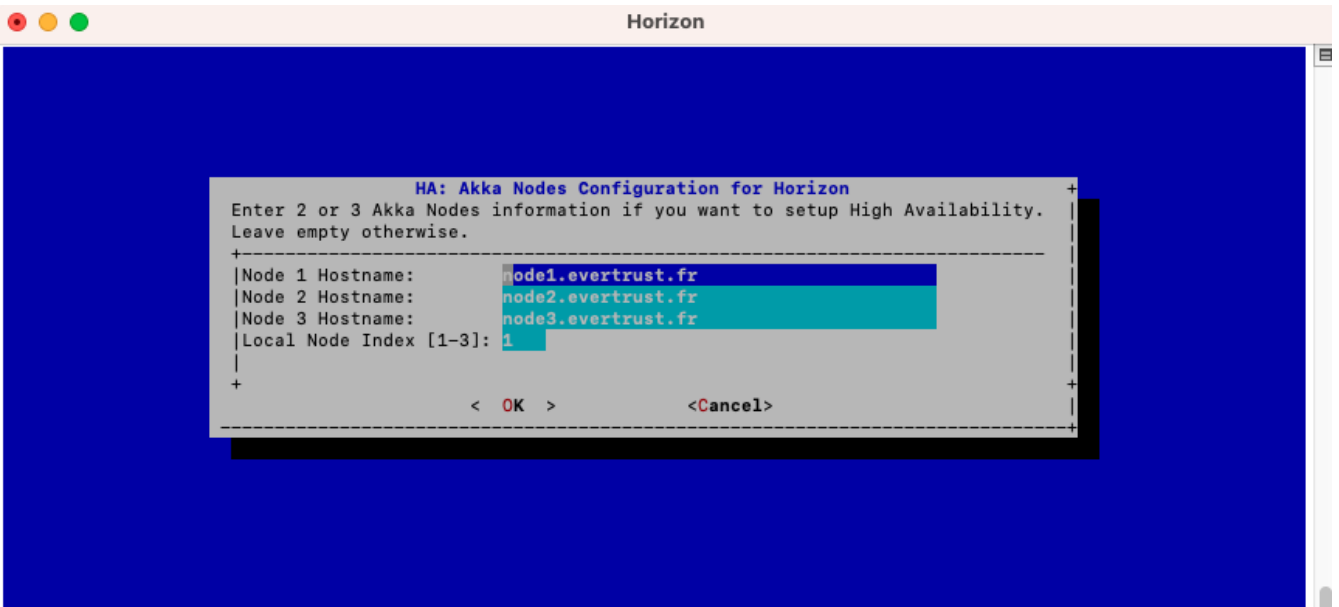 Horizon
HA: Akka Nodes Configuration for Horizon
Enter 2 or 3 Akka Nodes information if you want to setup High Availability.
Leave empty otherwise.
Node 1 Hostname: node1.evertrust.fr
Node 2 Hostname: node2.evertrust.fr
Node 3 Hostname: node3.evertrust.fr
Local Node Index [1-3]: 1
< OK > <Cancel>